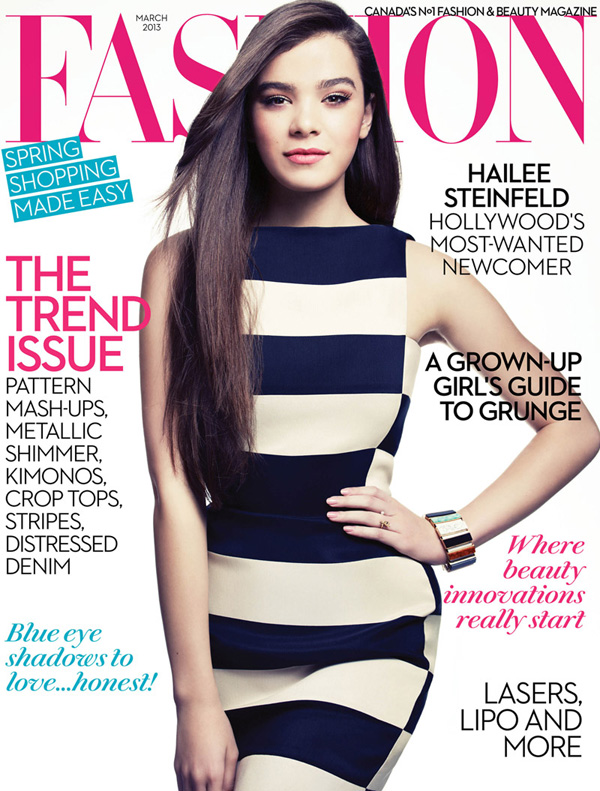 CANADA'S Nº1 FASHION & BEAUTY MAGAZINE
MARCH
2013
FASHION
SPRING
SHOPPING
MADE EASY
HAILEE
STEINFELD
HOLLYWOOD'S
MOST-WANTED
NEWCOMER
THE
TREND
ISSUE
PATTERN
MASH-UPS,
METALLIC
SHIMMER,
KIMONOS,
CROP TOPS,
STRIPES,
DISTRESSED
DENIM
A GROWN-UP
GIRL'S GUIDE
TO GRUNGE
Where
beauty
innovations
really start
Blue eye
shadows to
love...honest!
LASERS,
LIPO AND
MORE